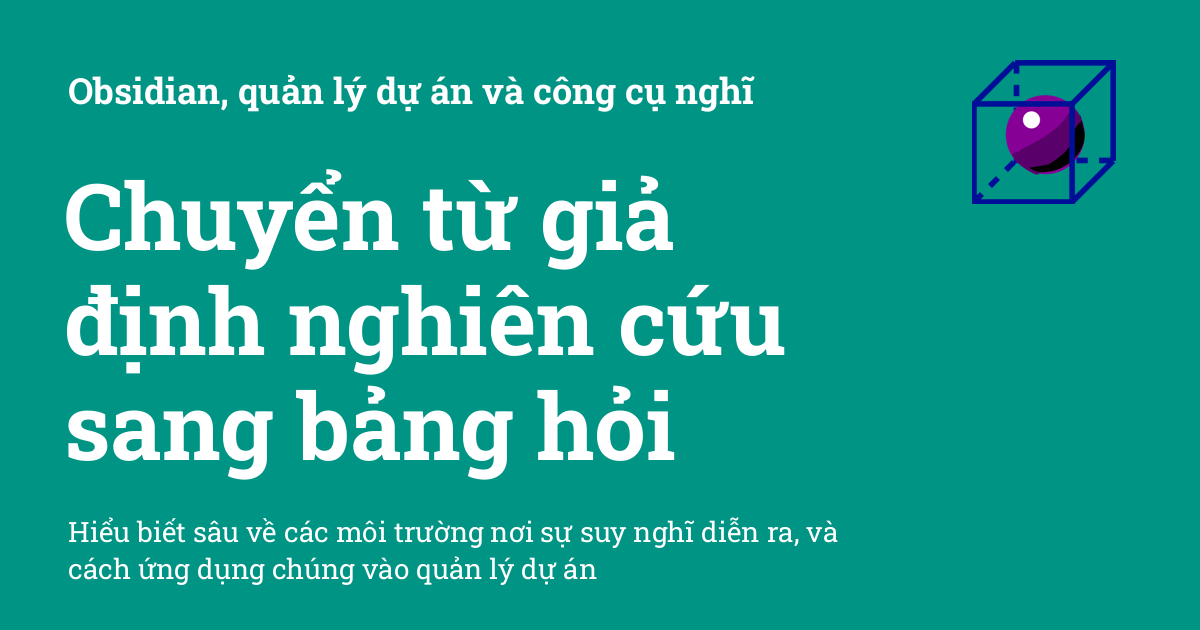 Obsidian, quản lý dự án và công cụ nghĩ
Chuyển từ giả
định nghiên cứu
sang bảng hỏi
Hiểu biết sâu về các môi trường nơi sự suy nghĩ diễn ra, và
cách ứng dụng chúng vào quản lý dự án